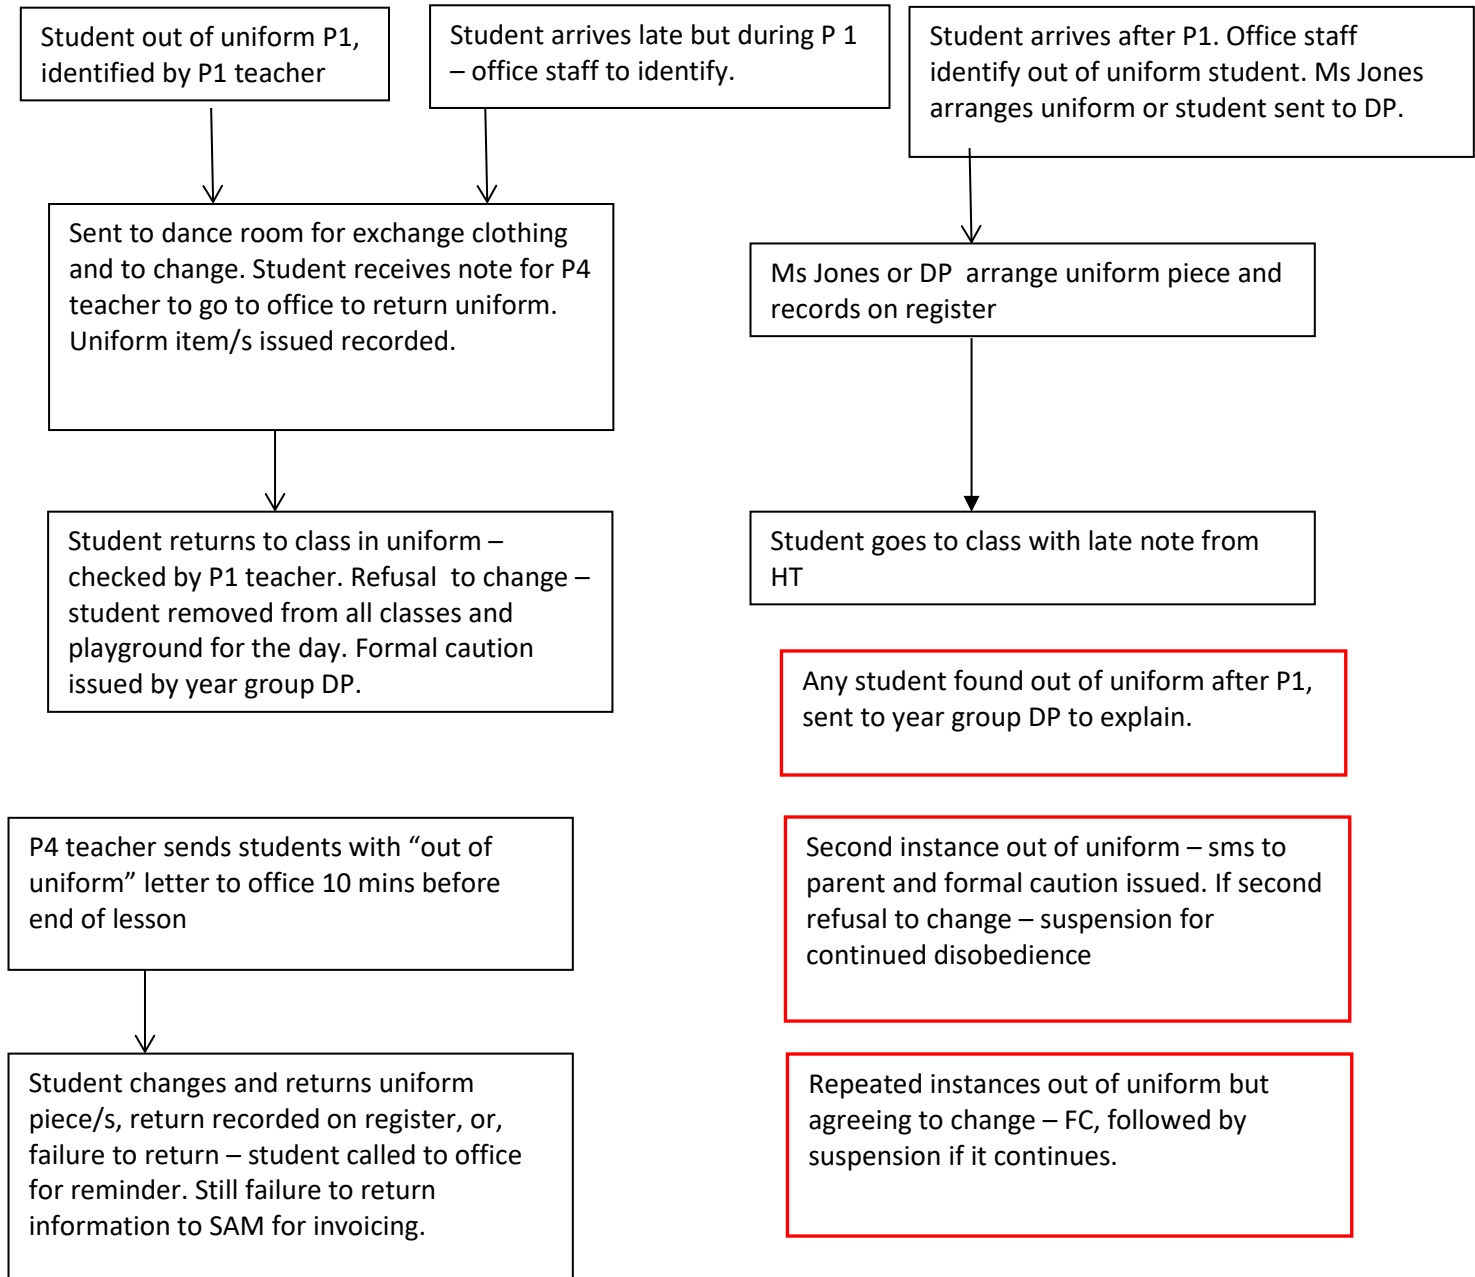 Student out of uniform P1,
identified by P1 teacher
Student arrives late but during P 1
– office staff to identify.
Student arrives after P1. Office staff
identify out of uniform student. Ms Jones
arranges uniform or student sent to DP.
Sent to dance room for exchange clothing
and to change. Student receives note for P4
teacher to go to office to return uniform.
Uniform item/s issued recorded.
Ms Jones or DP  arrange uniform piece and
records on register
Student returns to class in uniform –
checked by P1 teacher. Refusal  to change –
student removed from all classes and
playground for the day. Formal caution
issued by year group DP.
Student goes to class with late note from
HT
Any student found out of uniform after P1,
sent to year group DP to explain.
P4 teacher sends students with “out of
uniform” letter to office 10 mins before
end of lesson
Second instance out of uniform – sms to
parent and formal caution issued. If second
refusal to change – suspension for
continued disobedience
Student changes and returns uniform
piece/s, return recorded on register, or,
failure to return – student called to office
for reminder. Still failure to return
information to SAM for invoicing.
Repeated instances out of uniform but
agreeing to change – FC, followed by
suspension if it continues.